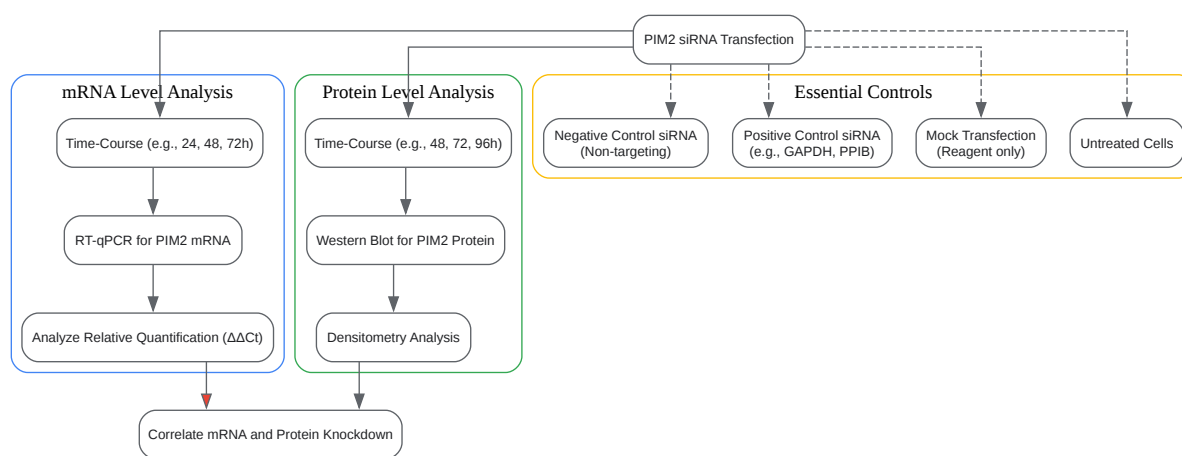 PIM2 siRNA Transfection
mRNA Level Analysis
Time-Course (e.g., 24, 48, 72h)
RT-qPCR for PIM2 mRNA
Analyze Relative Quantification (ΔΔCt)
Protein Level Analysis
Time-Course (e.g., 48, 72, 96h)
Western Blot for PIM2 Protein
Densitometry Analysis
Essential Controls
Negative Control siRNA
(Non-targeting)
Positive Control siRNA
(e.g., GAPDH, PPIB)
Mock Transfection
(Reagent only)
Untreated Cells
Correlate mRNA and Protein Knockdown